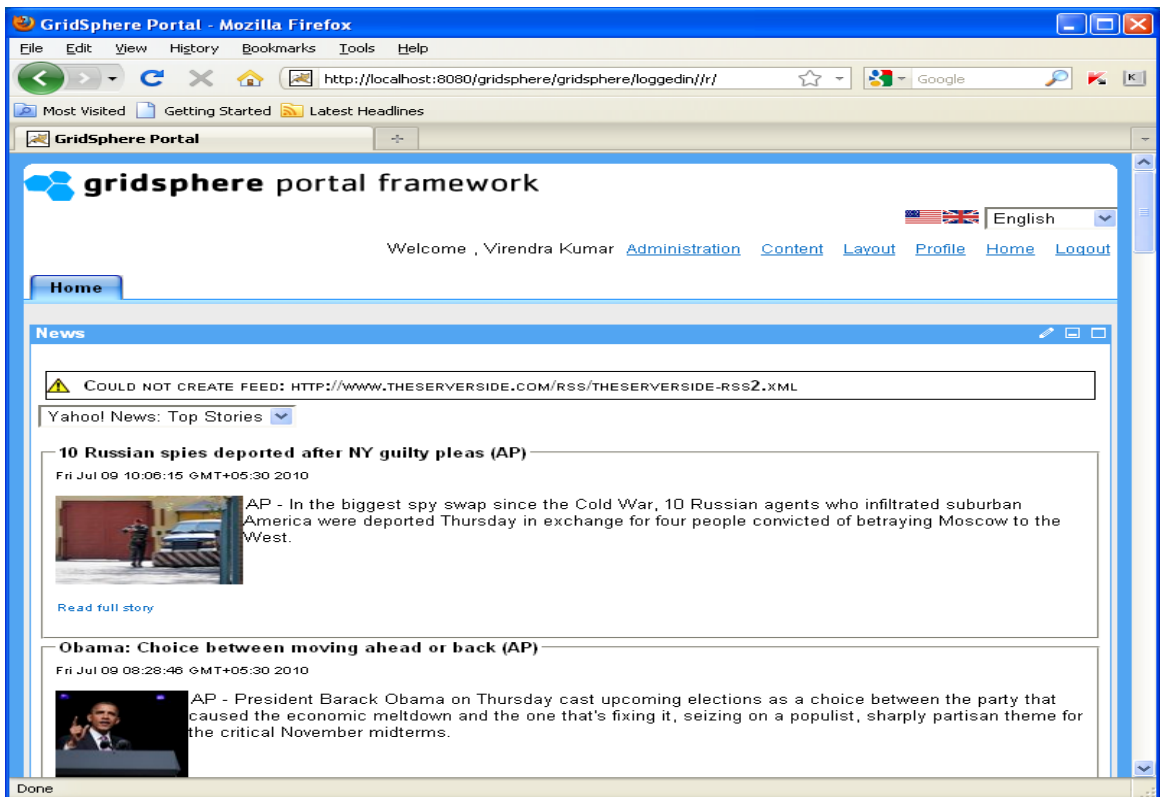 GridSphere Portal - Mozilla Firefox
File Edit View History Bookmarks Tools Help
http://localhost:8080/gridsphere/gridsphere/loggedin//r/ Google
Most Visited Getting Started Latest Headlines
GridSphere Portal
gridsphere portal framework
English
Welcome , Virendra Kumar Administration Content Layout Profile Home Logout
Home
News
COULD NOT CREATE FEED: HTTP://WWW.THESERVERSIDE.COM/RSS/THESERVERSIDE-RSS2.XML
Yahoo! News: Top Stories
10 Russian spies deported after NY guilty pleas (AP)
Fri Jul 09 10:06:15 GMT+05:30 2010
AP - In the biggest spy swap since the Cold War, 10 Russian agents who infiltrated suburban
America were deported Thursday in exchange for four people convicted of betraying Moscow to the
West.
Read full story
Obama: Choice between moving ahead or back (AP)
Fri Jul 09 08:28:46 GMT+05:30 2010
AP - President Barack Obama on Thursday cast upcoming elections as a choice between the party that
caused the economic meltdown and the one that's fixing it, seizing on a populist, sharply partisan theme for
the critical November midterms.
Done